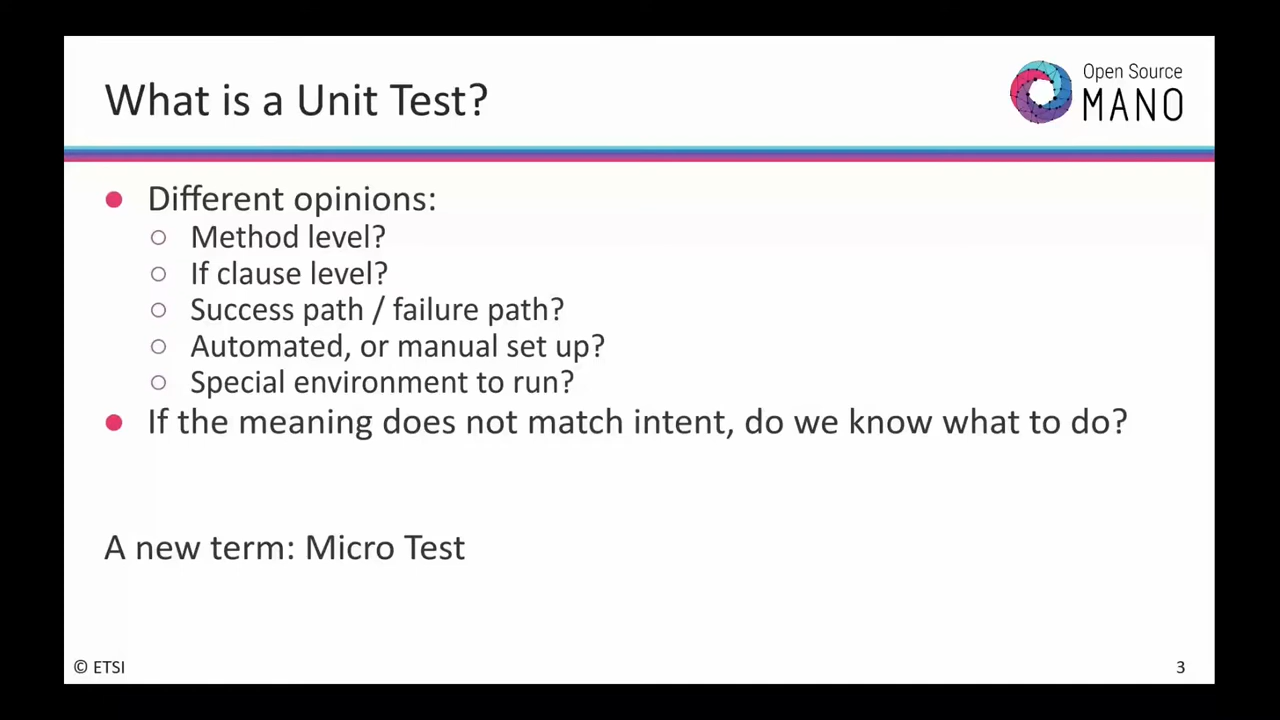 What is a Unit Test?
Open Source
MANO
● Different opinions:
○ Method level?
○ If clause level?
○ Success path / failure path?
○ Automated, or manual set up?
○ Special environment to run?
● If the meaning does not match intent, do we know what to do?
A new term: Micro Test
© ETSI
3